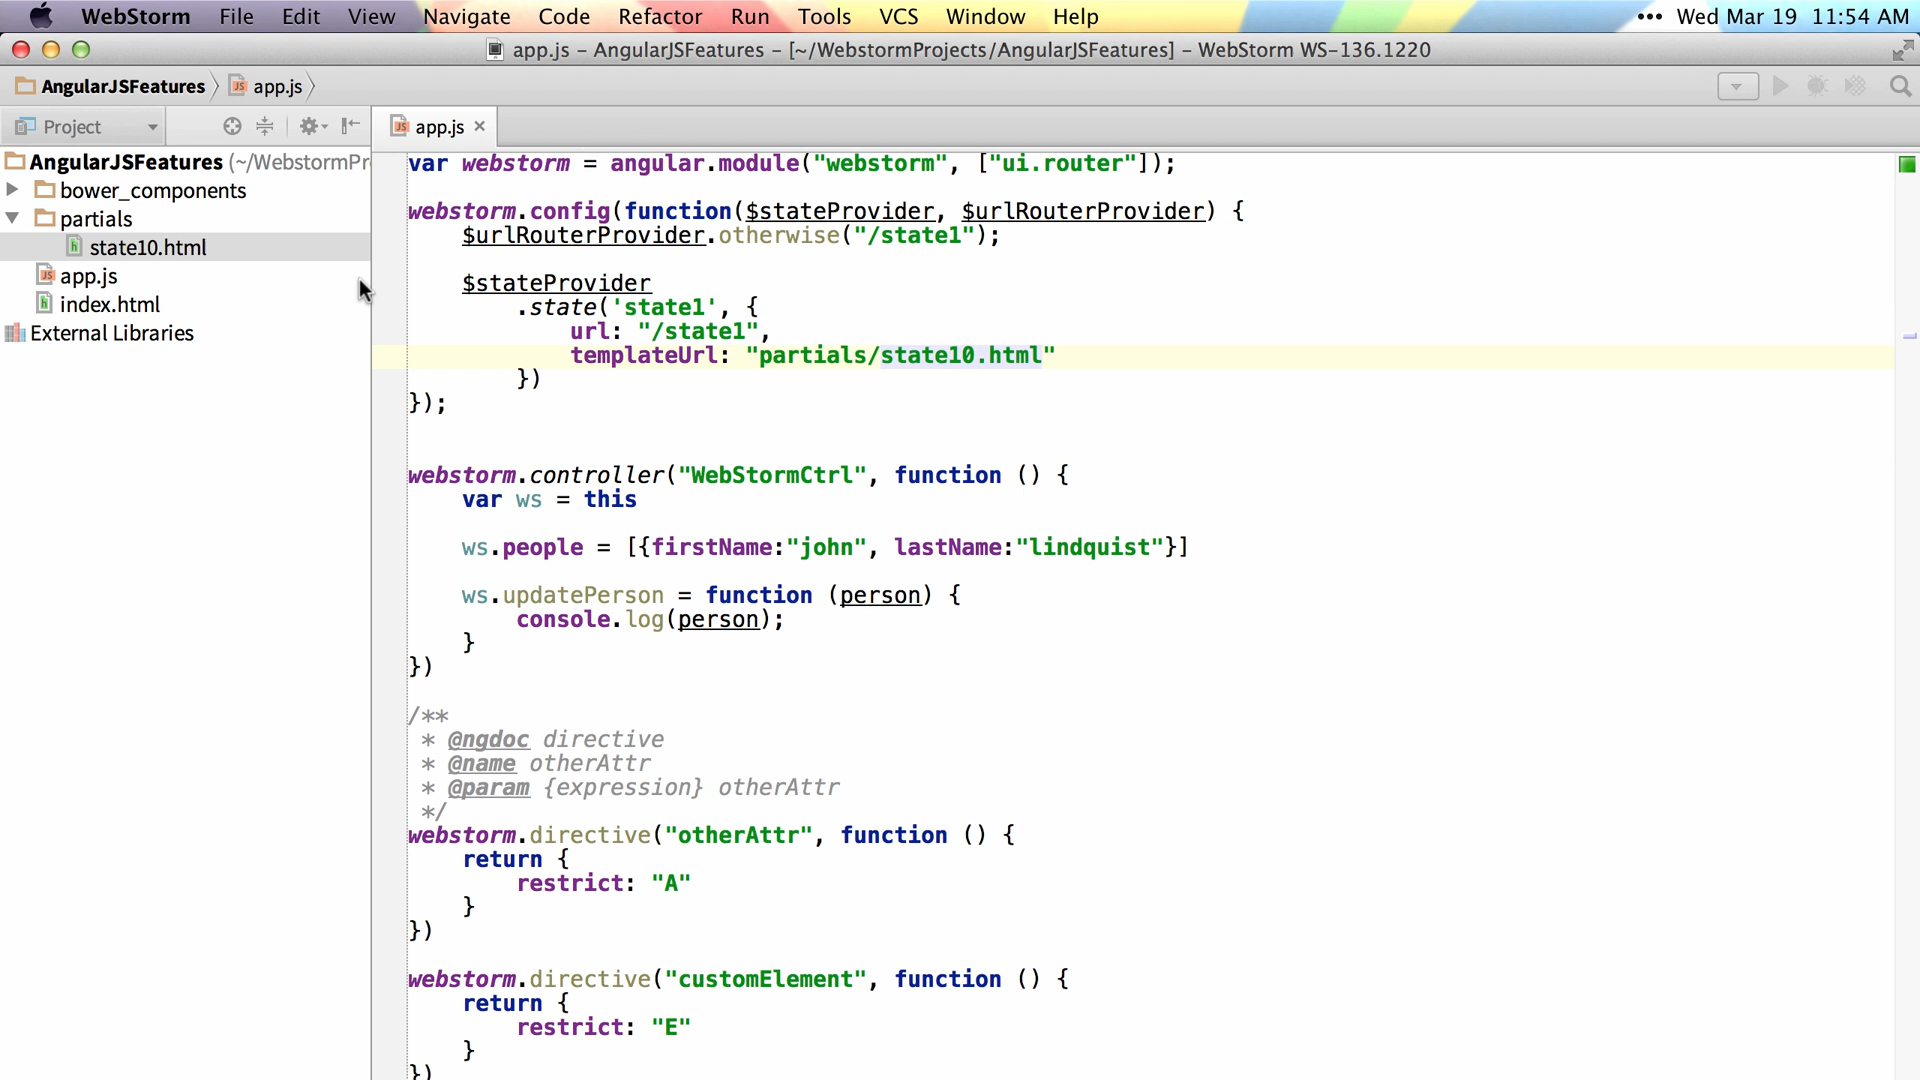 WebStorm File Edit View Navigate Code Refactor Run Tools VCS Window Help ••• Wed Mar 19 11:54 AM
app.js – AngularJSFeatures – [~/WebstormProjects/AngularJSFeatures] – WebStorm WS-136.1220
AngularJSFeatures app.js
Project
app.js
AngularJSFeatures (~/WebstormPr
bower_components
partials
state10.html
app.js
index.html
External Libraries
var webstorm = angular.module("webstorm", ["ui.router"]);
webstorm.config(function($stateProvider, $urlRouterProvider) {
$urlRouterProvider.otherwise("/state1");
$stateProvider
.state('state1', {
url: "/state1",
templateUrl: "partials/state10.html"
})
});
webstorm.controller("WebStormCtrl", function () {
var ws = this
ws.people = [{firstName:"john", lastName:"lindquist"}]
ws.updatePerson = function (person) {
console.log(person);
}
})
/**
* @ngdoc directive
* @name otherAttr
* @param {expression} otherAttr
*/
webstorm.directive("otherAttr", function () {
return {
restrict: "A"
}
})
webstorm.directive("customElement", function () {
return {
restrict: "E"
}
})